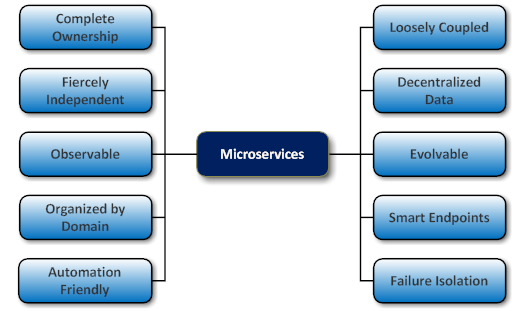 Complete
Ownership
Fiercely
Independent
Observable
Organized by
Domain
Automation
Friendly
Microservices
Loosely Coupled
Decentralized
Data
Evolvable
Smart Endpoints
Failure Isolation